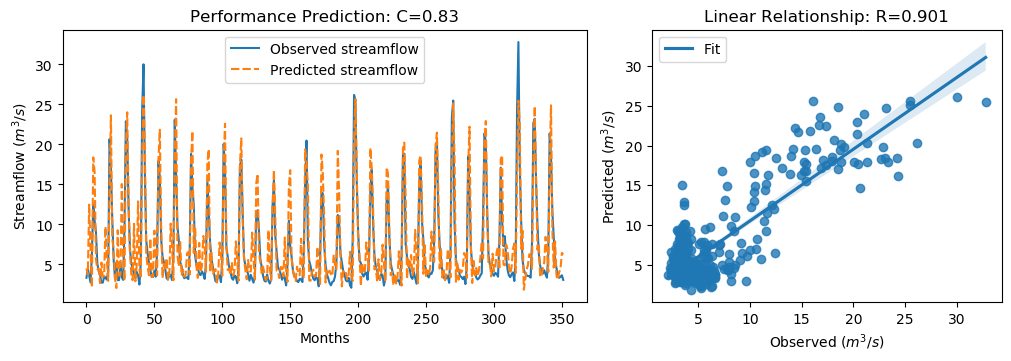 Performance Prediction: C=0.83
Observed streamflow
Predicted streamflow
Streamflow (m³/s)
30
25
20
15
10
5
0
50
100
150
200
250
300
350
Months
Linear Relationship: R=0.901
Fit
Predicted (m³/s)
30
25
20
15
10
5
5
10
15
20
25
30
Observed (m³/s)